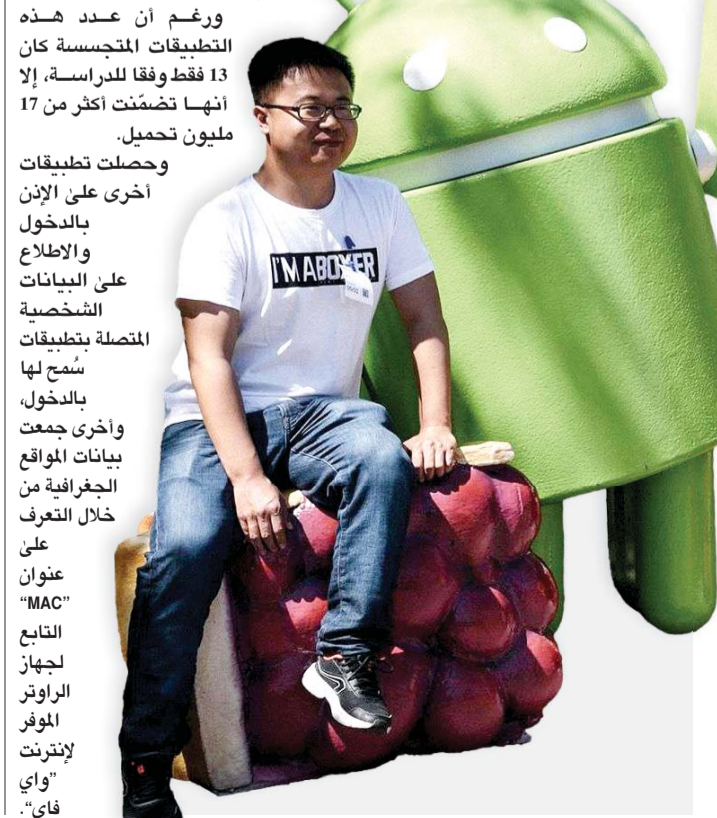 ورغم أن عدد هذه
التطبيقات المتجسسة كان
13 فقط وفقا للدراسة، إلا
أنها تضمّنت أكثر من 17
مليون تحميل.
وحصلت تطبيقات
أخرى على الإذن
بالدخول
والاطلاع
على البيانات
الشخصية
المتصلة بتطبيقات
سُمح لها
بالدخول،
وأخرى جمعت
بيانات المواقع
الجغرافية من
خلال التعرف
على
عنوان
“MAC”
التابع
لجهاز
الراوتر
الموفر
لإنترنت
”واي
فاي“.
I'M A BOXER